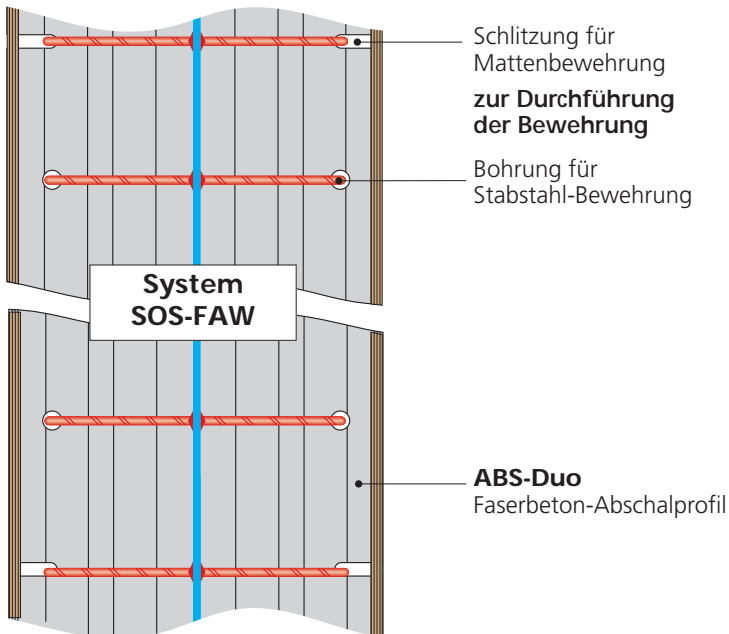 Schlitzung für
Mattenbewehrung
zur Durchführung
der Bewehrung
Bohrung für
Stabstahl-Bewehrung
System
SOS-FAW
ABS-Duo
Faserbeton-Abschalprofil